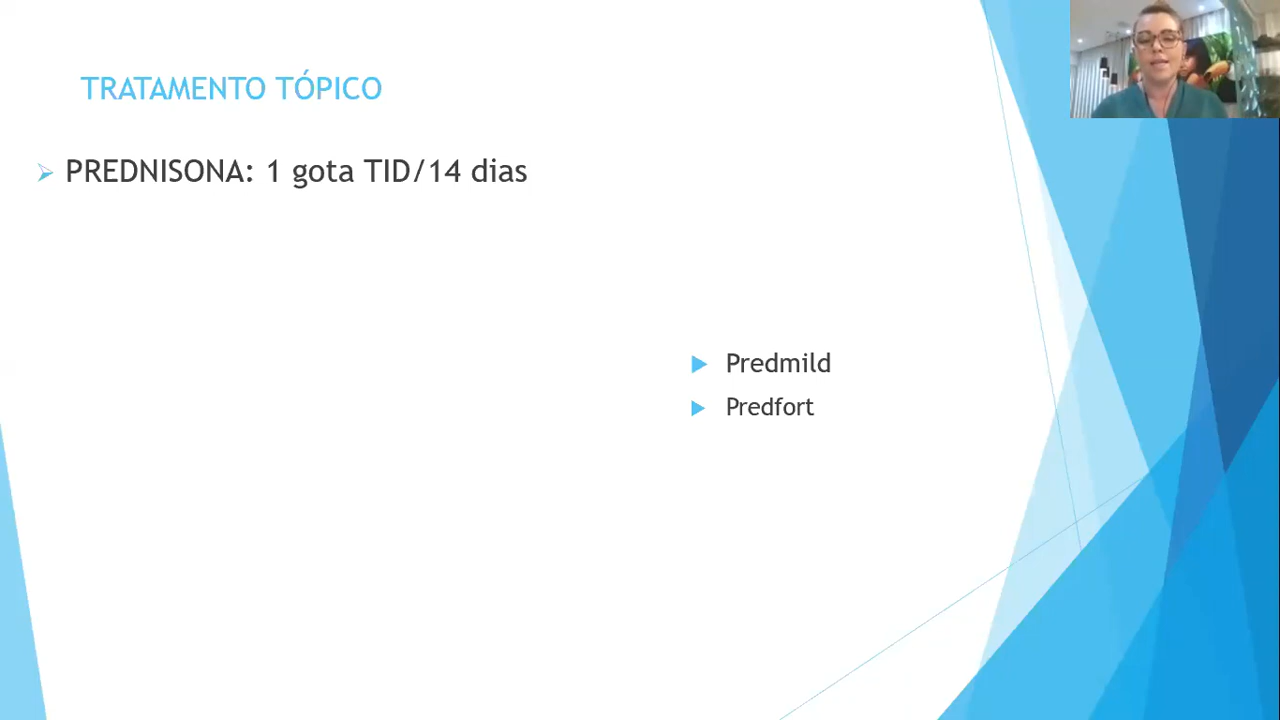 TRATAMENTO TÓPICO
PREDNISONA: 1 gota TID/14 dias
Predmild
Predfort